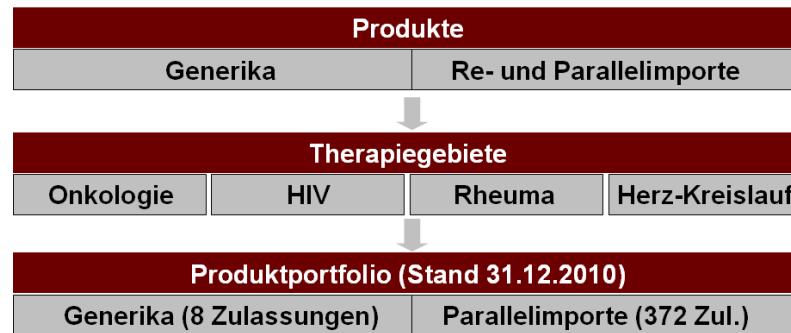 Produkte
Generika Re- und Parallelimporte
Therapiegebiete
Onkologie HIV Rheuma Herz-Kreislauf
Produktportfolio (Stand 31.12.2010)
Generika (8 Zulassungen) Parallelimporte (372 Zul.)